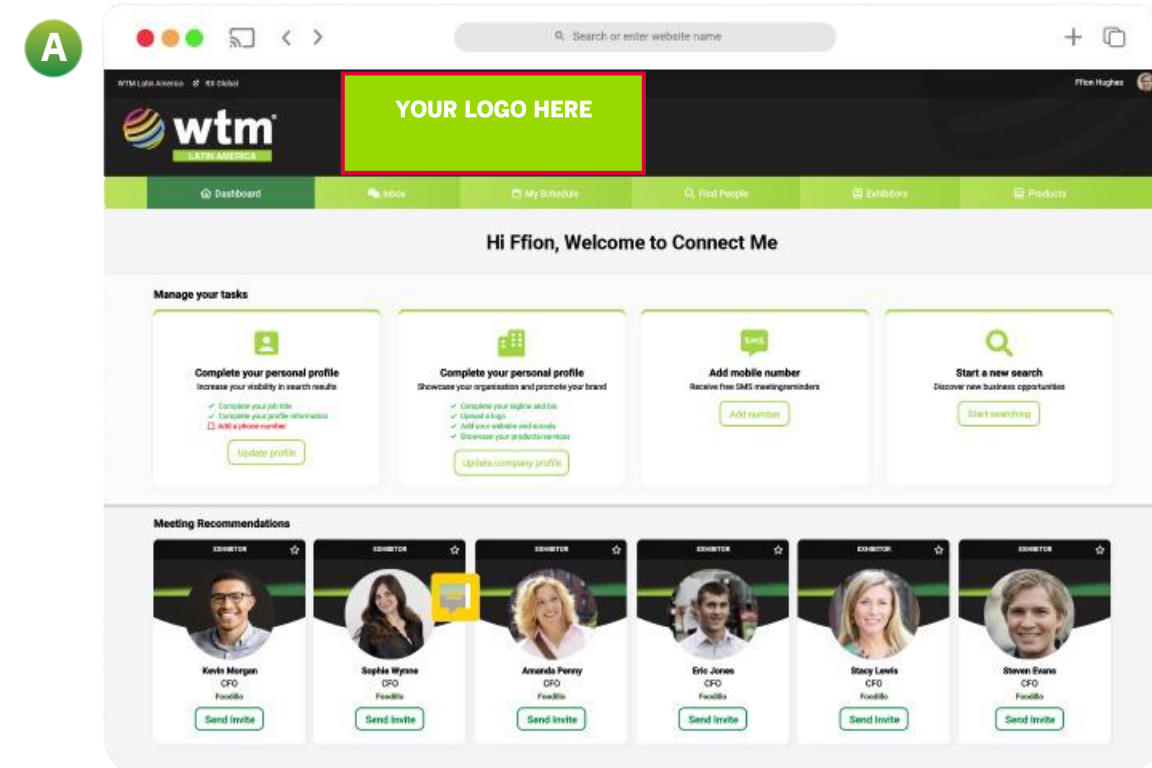 A
Search or enter website name
WTM Latin America RX Global
Ffion Hughes
YOUR LOGO HERE
wtm
LATIN AMERICA
Dashboard Inbox My Schedule Find People Exhibitors Products
Hi Ffion, Welcome to Connect Me
Manage your tasks
Complete your personal profile
Increase your visibility in search results
Complete your job title
Complete your profile information
Add a phone number
Update profile
Complete your personal profile
Showcase your organisation and promote your brand
Complete your tagline and bio
Upload a logo
Add your website and socials
Showcase your products/services
Update company profile
SMS
Add mobile number
Receive free SMS meetingreminders
Add number
Start a new search
Discover new business opportunities
Start searching
Meeting Recommendations
EXHIBITOR EXHIBITOR EXHIBITOR EXHIBITOR EXHIBITOR EXHIBITOR
Kevin Morgan Sophie Wynne Amanda Penny Eric Jones Stacy Lewis Steven Evans
CFO CFO CFO CFO CFO CFO
Foodillo Foodillo Foodillo Foodillo Foodillo Foodillo
Send Invite Send Invite Send Invite Send Invite Send Invite Send Invite